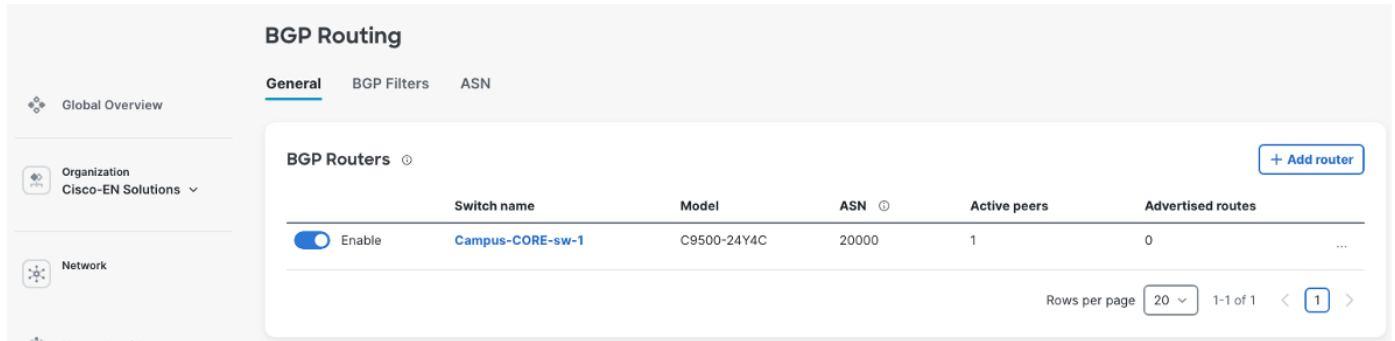 BGP Routing
General BGP Filters ASN
Global Overview
Organization
Cisco-EN Solutions
Network
BGP Routers
+ Add router
Switch name Model ASN Active peers Advertised routes
Enable Campus-CORE-sw-1 C9500-24Y4C 20000 1 0 ...
Rows per page 20 1-1 of 1 < 1 >